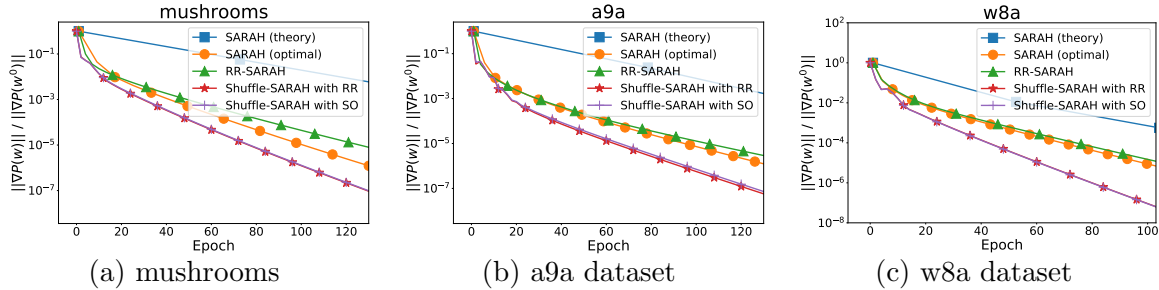 mushrooms
||∇P(w)|| / ||∇P(w⁰)||
10⁻¹
10⁻³
10⁻⁵
10⁻⁷
SARAH (theory)
SARAH (optimal)
RR-SARAH
Shuffle-SARAH with RR
Shuffle-SARAH with SO
0 20 40 60 80 100 120
Epoch
(a) mushrooms
a9a
||∇P(w)|| / ||∇P(w⁰)||
10⁻¹
10⁻³
10⁻⁵
10⁻⁷
SARAH (theory)
SARAH (optimal)
RR-SARAH
Shuffle-SARAH with RR
Shuffle-SARAH with SO
0 20 40 60 80 100 120
Epoch
(b) a9a dataset
w8a
||∇P(w)|| / ||∇P(w⁰)||
10²
10⁰
10⁻²
10⁻⁴
10⁻⁶
10⁻⁸
SARAH (theory)
SARAH (optimal)
RR-SARAH
Shuffle-SARAH with RR
Shuffle-SARAH with SO
0 20 40 60 80 100
Epoch
(c) w8a dataset